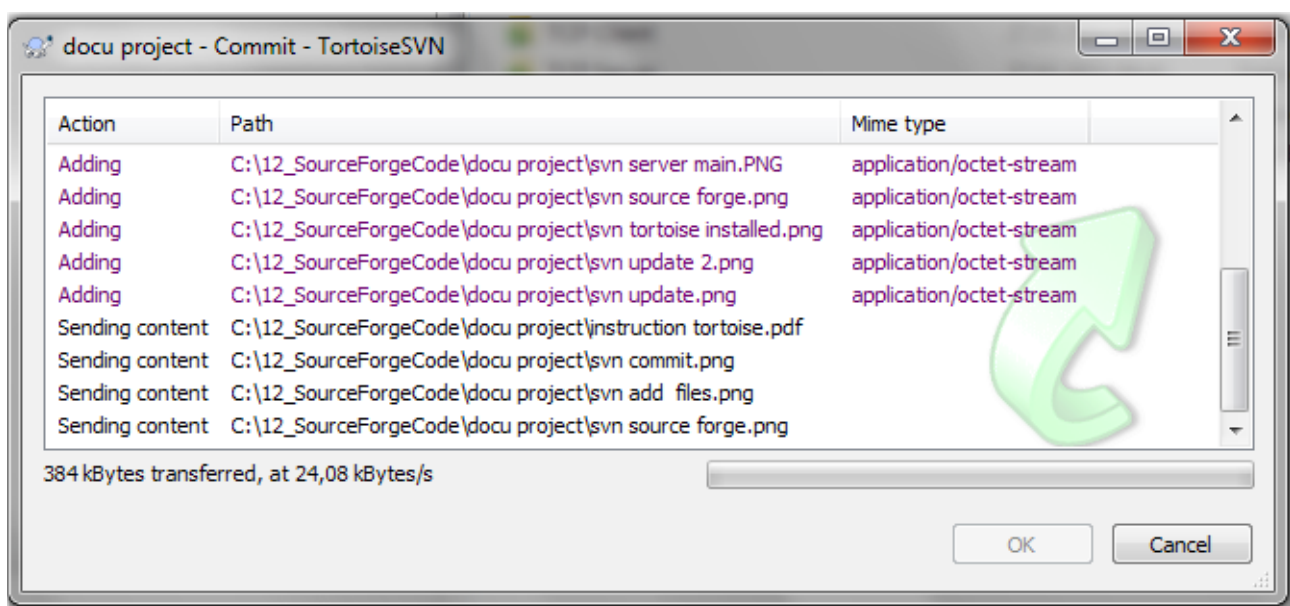 docu project - Commit - TortoiseSVN
Action Path Mime type
Adding C:\12_SourceForgeCode\docu project\svn server main.PNG application/octet-stream
Adding C:\12_SourceForgeCode\docu project\svn source forge.png application/octet-stream
Adding C:\12_SourceForgeCode\docu project\svn tortoise installed.png application/octet-stream
Adding C:\12_SourceForgeCode\docu project\svn update 2.png application/octet-stream
Adding C:\12_SourceForgeCode\docu project\svn update.png application/octet-stream
Sending content C:\12_SourceForgeCode\docu project\instruction tortoise.pdf
Sending content C:\12_SourceForgeCode\docu project\svn commit.png
Sending content C:\12_SourceForgeCode\docu project\svn add  files.png
Sending content C:\12_SourceForgeCode\docu project\svn source forge.png
384 kBytes transferred, at 24,08 kBytes/s
OK Cancel